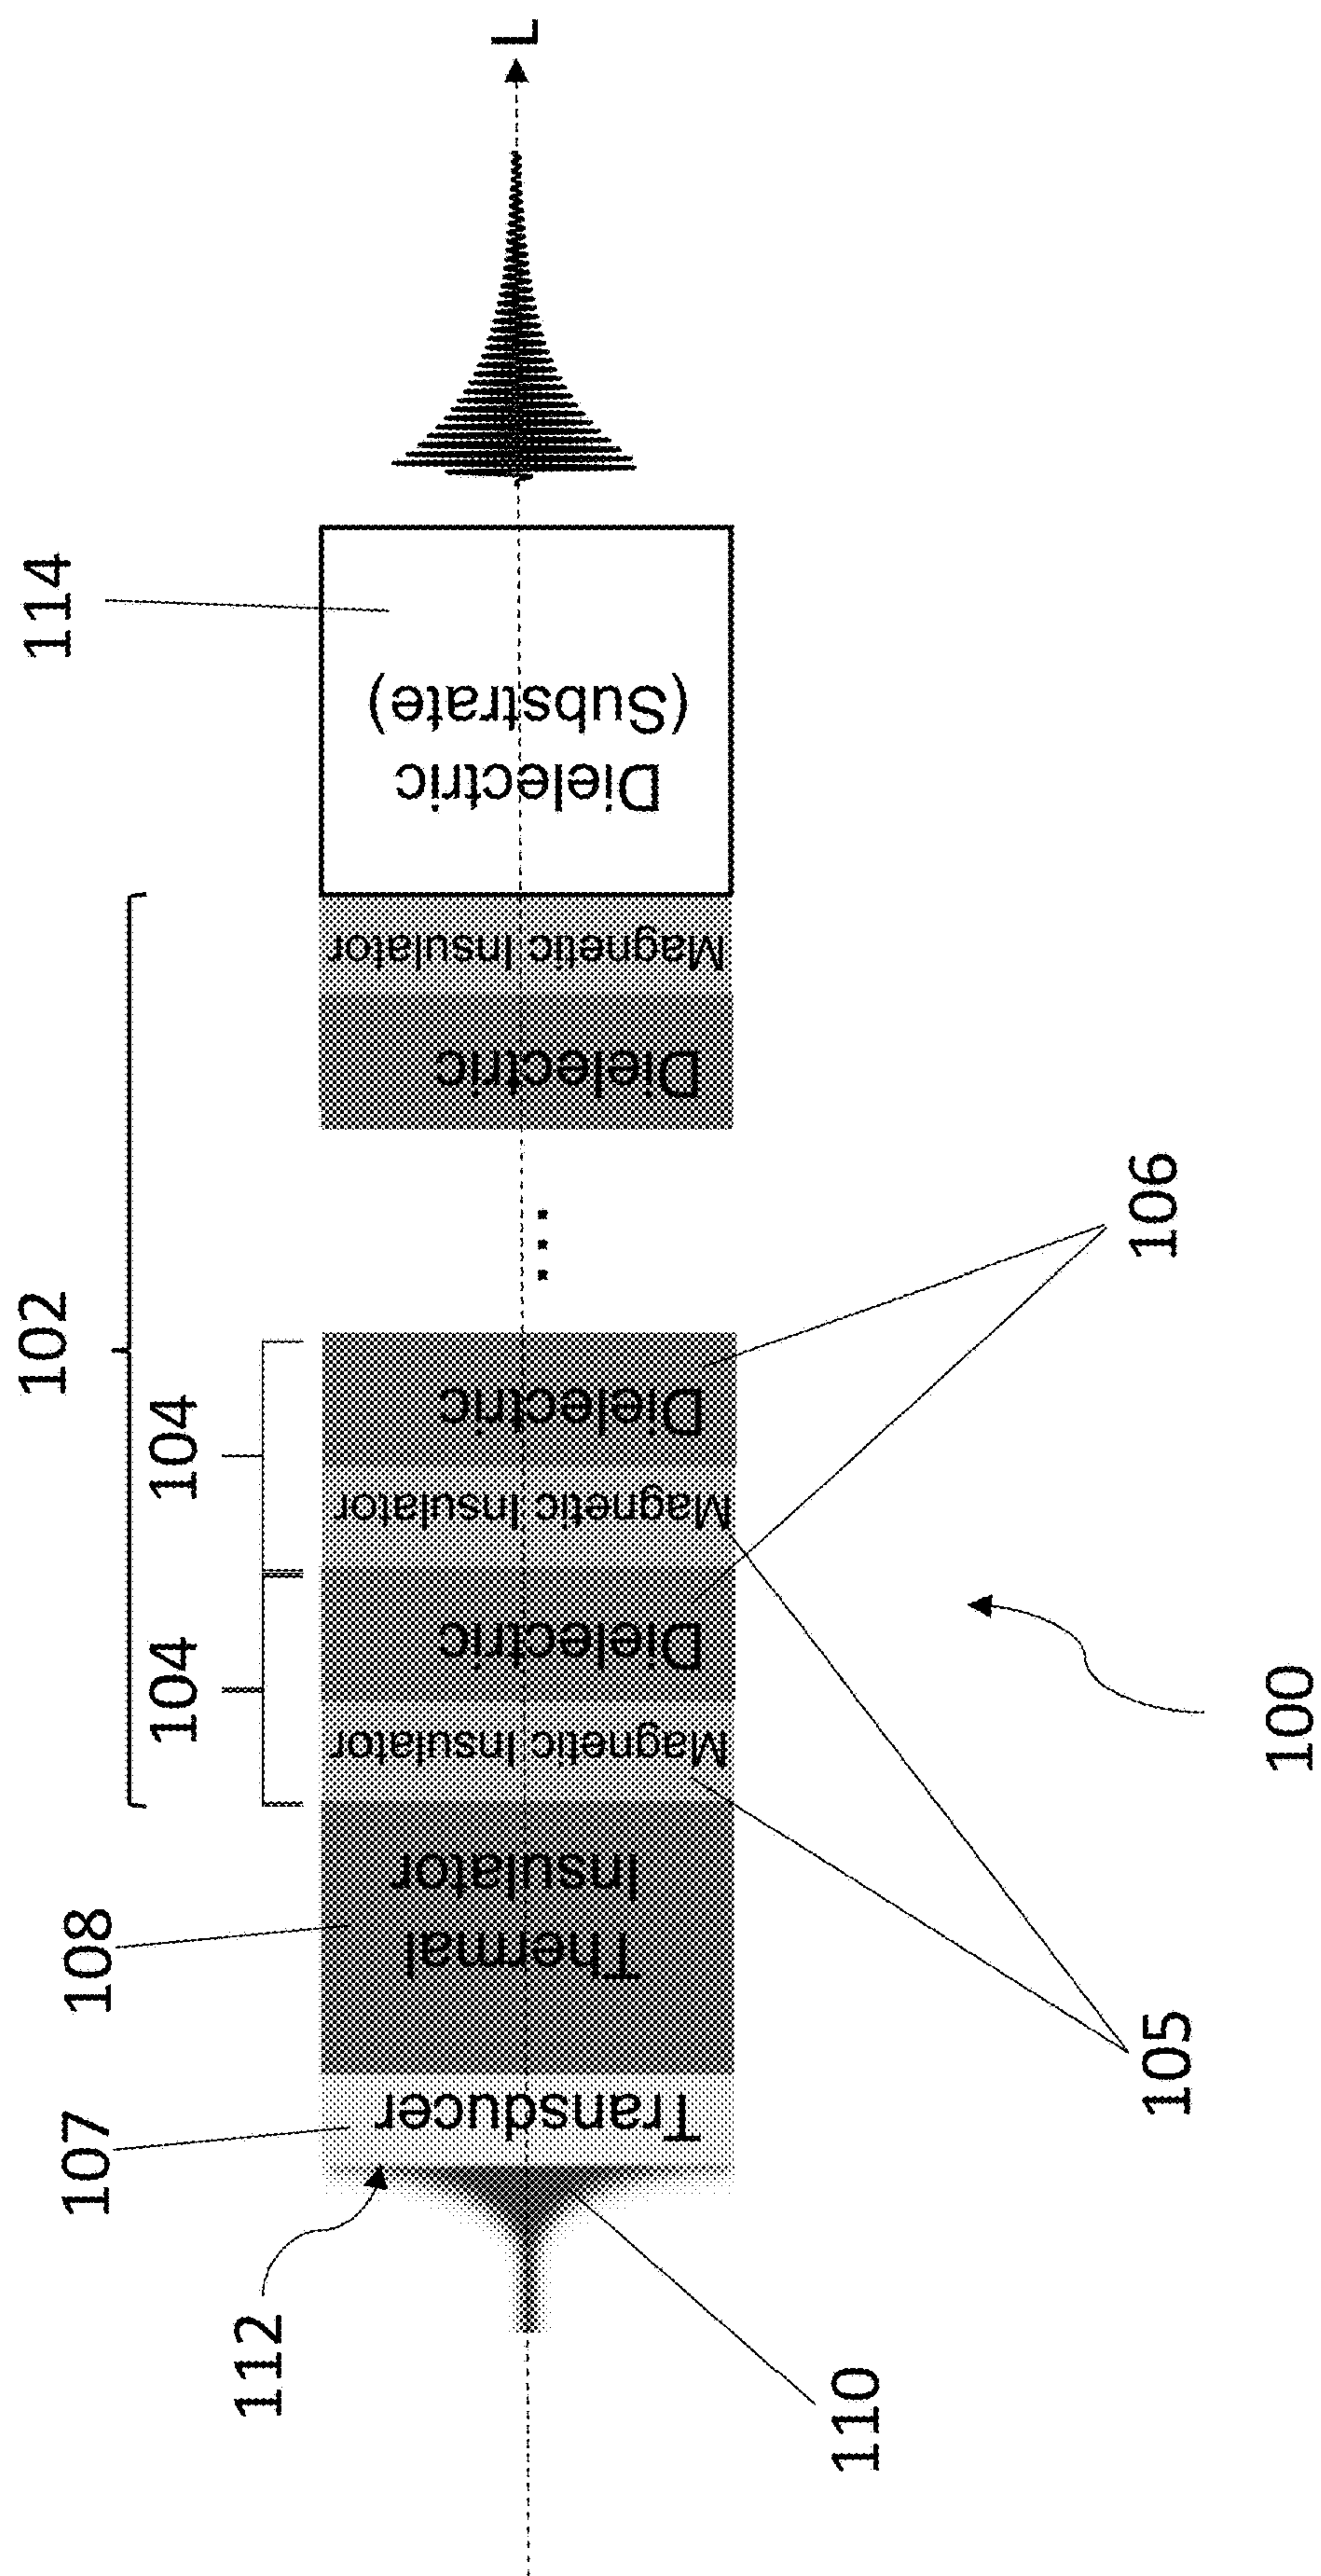 102
104
104
114
L
107
108
112
Transducer
Thermal
Insulator
Magnetic Insulator
Dielectric
Magnetic Insulator
Dielectric
...
Dielectric
Magnetic Insulator
Dielectric
(Substrate)
110
105
100
106